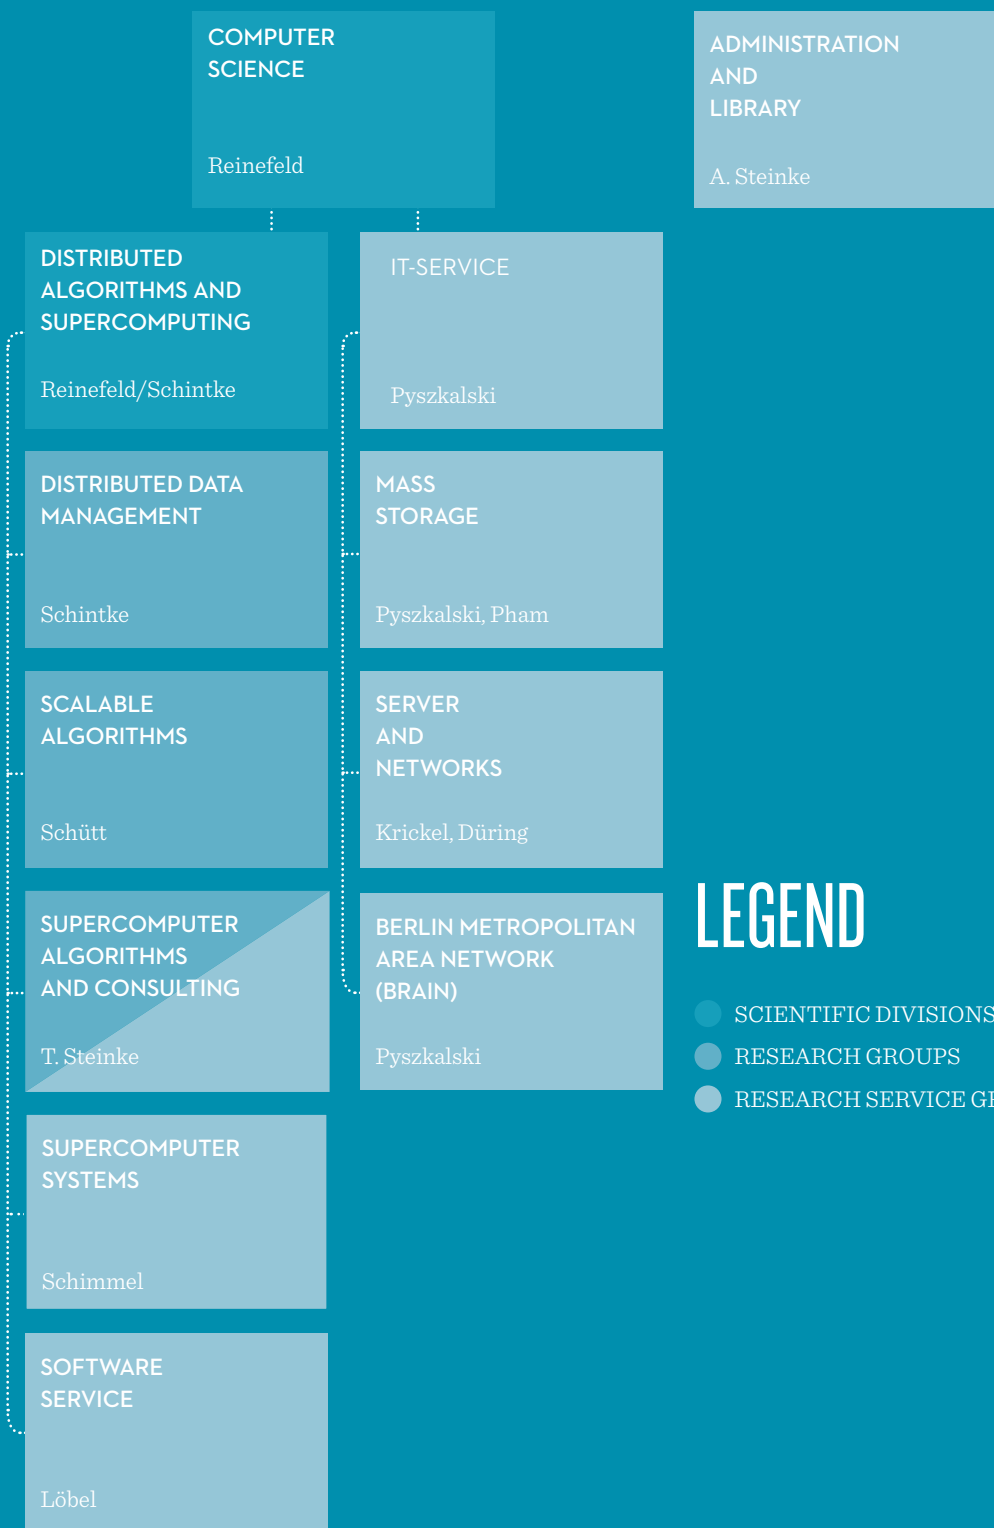 COMPUTER
SCIENCE
Reinefeld
ADMINISTRATION
AND
LIBRARY
A. Steinke
DISTRIBUTED
ALGORITHMS AND
SUPERCOMPUTING
Reinefeld/Schintke
IT-SERVICE
Pyszkalski
DISTRIBUTED DATA
MANAGEMENT
Schintke
MASS
STORAGE
Pyszkalski, Pham
SCALABLE
ALGORITHMS
Schütt
SERVER
AND
NETWORKS
Krickel, Düring
SUPERCOMPUTER
ALGORITHMS
AND CONSULTING
T. Steinke
BERLIN METROPOLITAN
AREA NETWORK
(BRAIN)
Pyszkalski
SUPERCOMPUTER
SYSTEMS
Schimmel
SOFTWARE
SERVICE
Löbel
LEGEND
SCIENTIFIC DIVISIONS
RESEARCH GROUPS
RESEARCH SERVICE